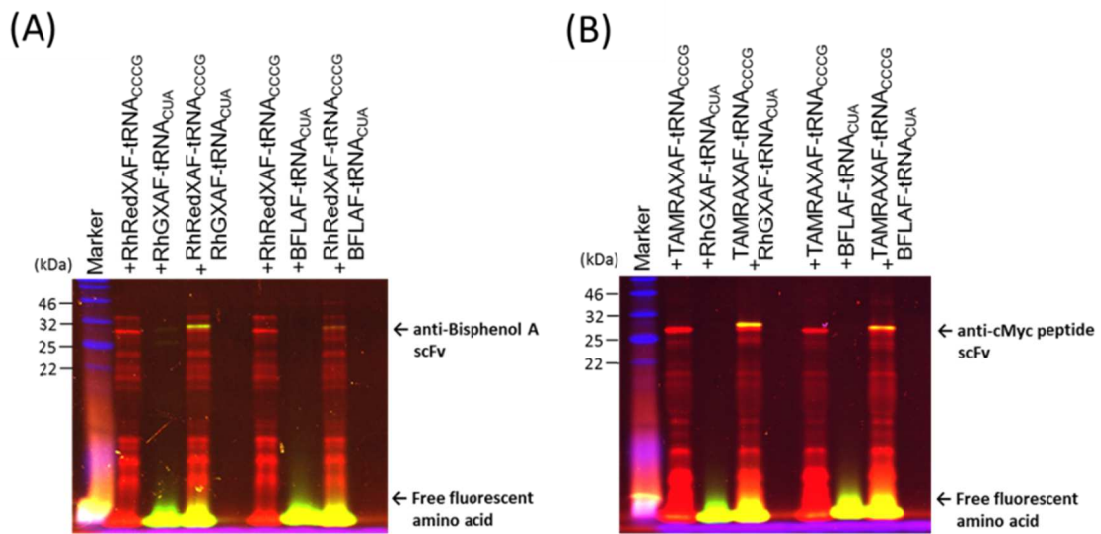 (A)
Marker
+RhRedXAF-tRNACCCG
+RhGXAF-tRNACUA
RhRedXAF-tRNACCCG
+ RhGXAF-tRNACUA
+RhRedXAF-tRNACCCG
+BFLAF-tRNACUA
RhRedXAF-tRNACCCG
+ BFLAF-tRNACUA
(kDa)
46
32
25
22
← anti-Bisphenol A
scFv
← Free fluorescent
amino acid
(B)
Marker
+TAMRAXAF-tRNACCCG
+RhGXAF-tRNACUA
TAMRAXAF-tRNACCCG
+ RhGXAF-tRNACUA
+TAMRAXAF-tRNACCCG
+BFLAF-tRNACUA
TAMRAXAF-tRNACCCG
+ BFLAF-tRNACUA
(kDa)
46
32
25
22
← anti-cMyc peptide
scFv
← Free fluorescent
amino acid